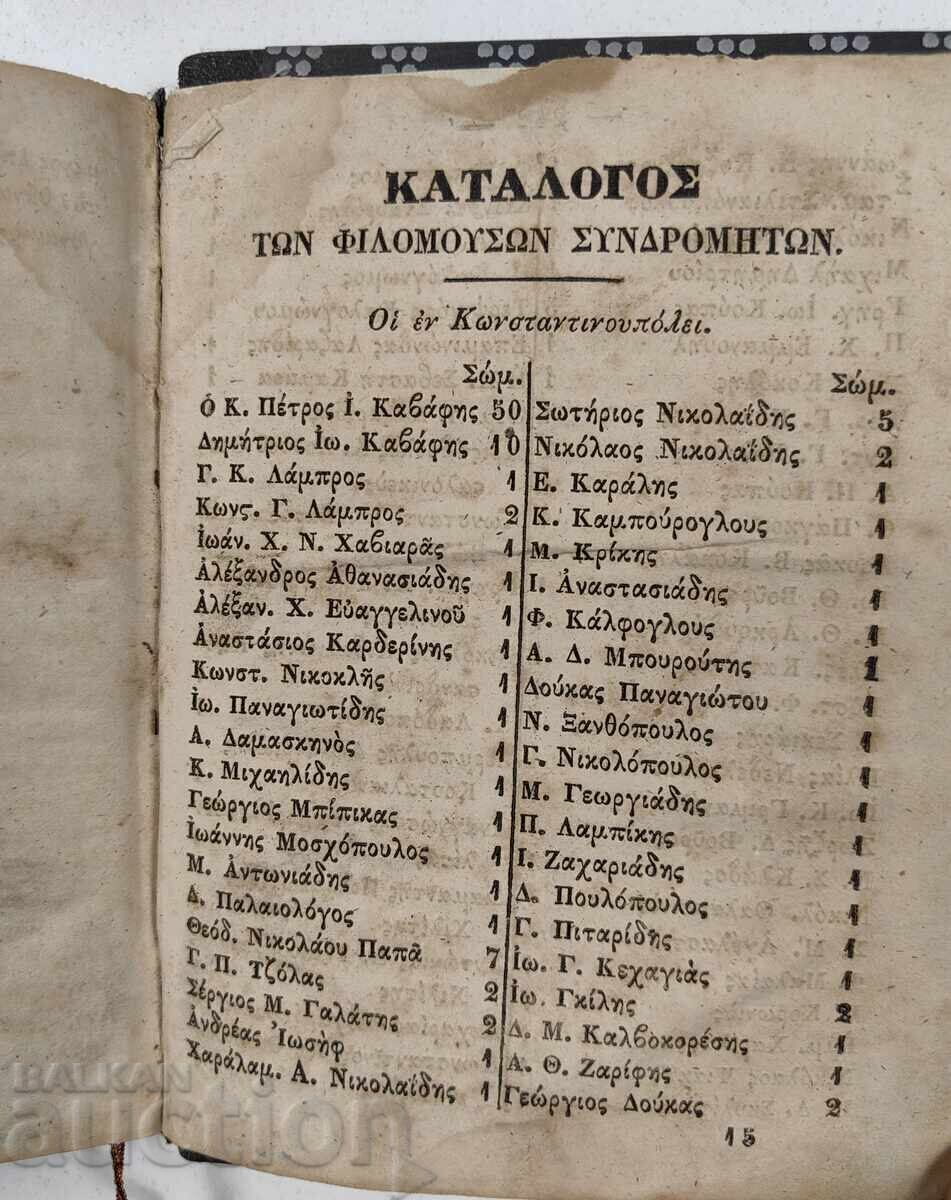 ΚΑΤΑΛΟΓΟΣ
ΤΩΝ ΦΙΛΟΜΟΥΣΩΝ ΣΥΝΔΡΟΜΗΤΩΝ.
Οἱ ἐν Κωνσταντινουπόλει.
Σώμ.
ὁ Κ. Πέτρος Ἰ. Καβάφης 50
Δημήτριος Ἰω. Καβάφης 10
Γ. Κ. Λάμπρος 1
Κωνς. Γ. Λάμπρος 2
Ἰωάν. Χ. Ν. Χαβιαρᾶς 1
Ἀλέξανδρος Ἀθανασιάδης 1
Ἀλέξαν. Χ. Εὐαγγελινοῦ 1
Ἀναστάσιος Καρδερίνης 1
Κωνστ. Νικοκλῆς 1
Ἰω. Παναγιωτίδης 1
Α. Δαμασκηνὸς 1
Κ. Μιχαηλίδης 1
Γεώργιος Μπίπικας 1
Ἰωάννης Μοσχόπουλος 1
Μ. Ἀντωνιάδης 1
Δ. Παλαιολόγος 1
Θεόδ. Νικολάου Παπᾶ 7
Γ. Π. Τζόλας 2
Σέργιος Μ. Γαλάτης 2
Ἀνδρέας Ἰωσὴφ 1
Χαράλαμ. Α. Νικολαΐδης 1
Σώμ.
Σωτήριος Νικολαΐδης 5
Νικόλαος Νικολαΐδης 2
Ε. Καράλης 1
Κ. Καμπούρογλους 1
Μ. Κρίκης 1
Ἰ. Ἀναστασιάδης 1
Φ. Κάλφογλους 1
Α. Δ. Μπουρούτης 1
Δούκας Παναγιώτου 1
Ν. Ξανθόπουλος 1
Γ. Νικολόπουλος 1
Μ. Γεωργιάδης 1
Π. Λαμπίκης 1
Ἰ. Ζαχαριάδης 1
Δ. Πουλόπουλος 1
Γ. Πιταρίδης 1
Ἰω. Γ. Κεχαγιὰς 1
Ἰω. Γκίλης 2
Δ. Μ. Καλβοκορέσης 1
Α. Θ. Ζαρίφης 1
Γεώργιος Δούκας 2
15
BALKAN
auction